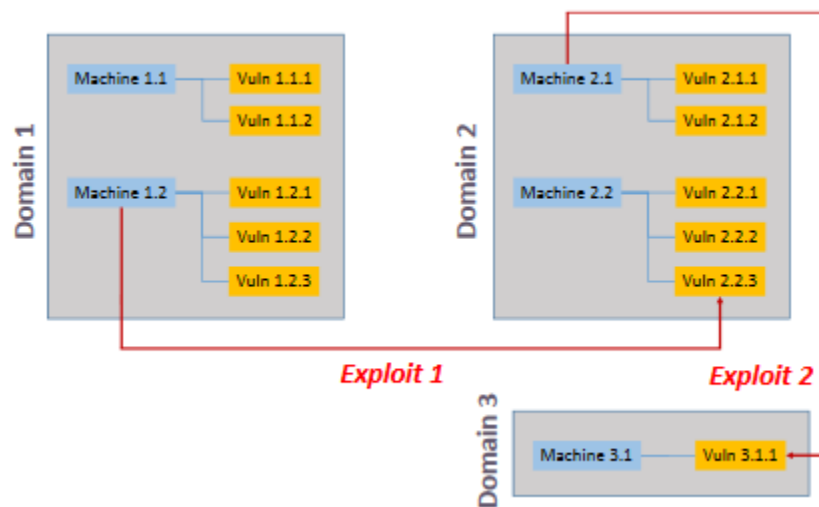 Domain 1
Machine 1.1
Vuln 1.1.1
Vuln 1.1.2
Machine 1.2
Vuln 1.2.1
Vuln 1.2.2
Vuln 1.2.3
Domain 2
Machine 2.1
Vuln 2.1.1
Vuln 2.1.2
Machine 2.2
Vuln 2.2.1
Vuln 2.2.2
Vuln 2.2.3
Exploit 1
Exploit 2
Domain 3
Machine 3.1
Vuln 3.1.1